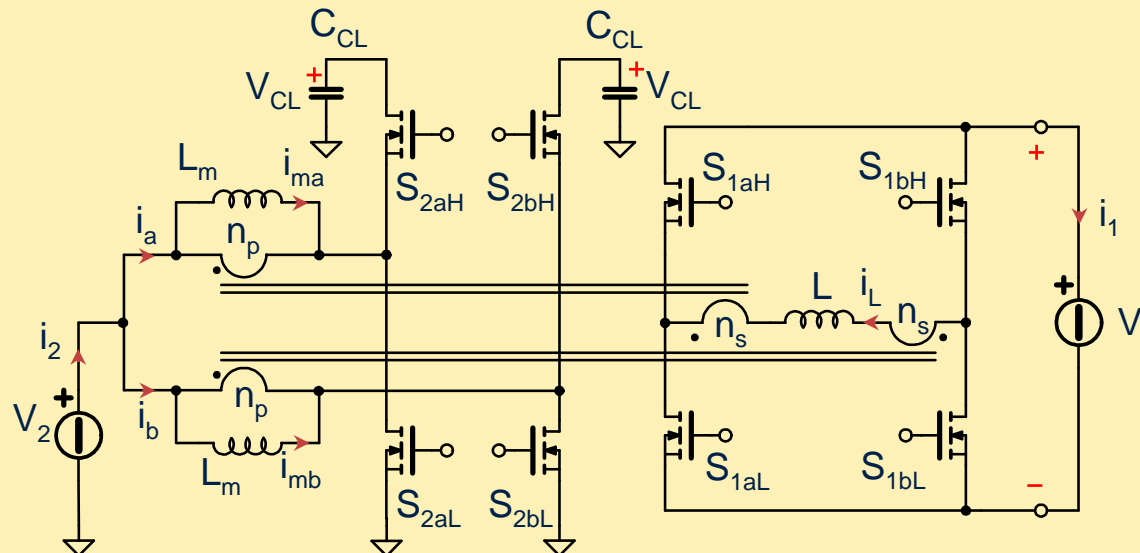 C_CL
C_CL
+
V_CL
+
V_CL
S_1aH
S_1bH
L_m
i_ma
S_2aH
S_2bH
+
i_a
n_p
i_1
L
i_L
n_s
+
i_2
n_s
V
+
n_p
V_2
i_b
L_m
i_mb
S_2aL
S_2bL
S_1aL
S_1bL
−